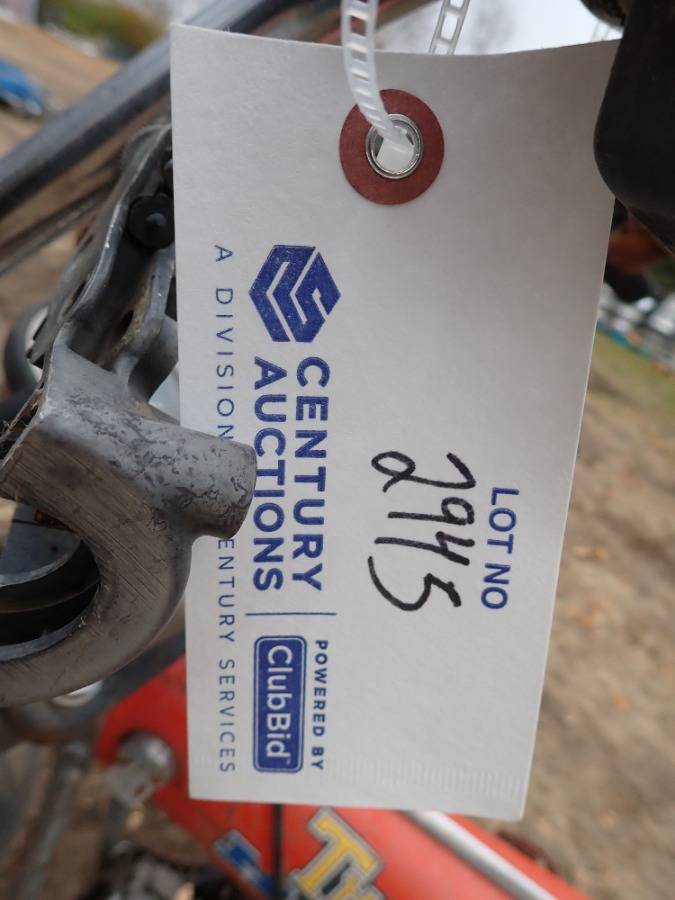 LOT NO
2945
CENTURY
AUCTIONS
POWERED BY
ClubBid
A DIVISION ENTURY SERVICES